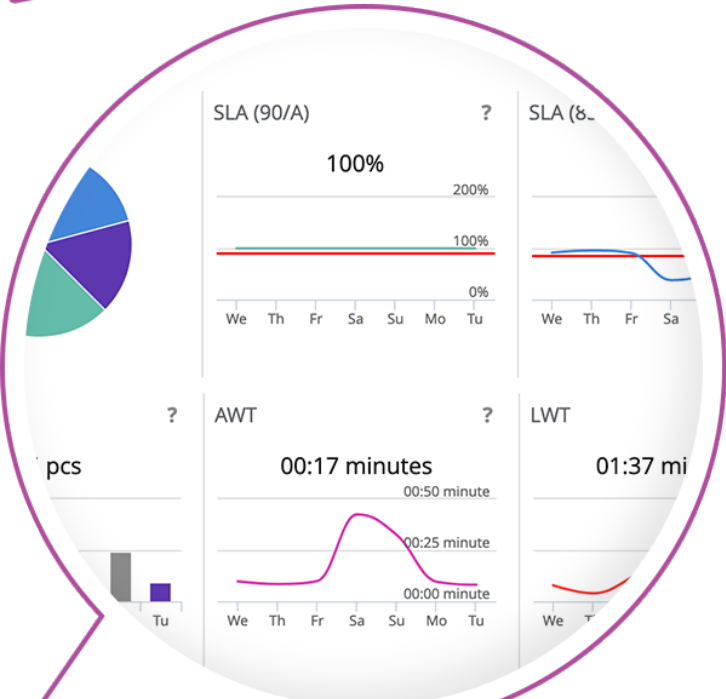 SLA (90/A) ?
100%
200%
100%
0%
We Th Fr Sa Su Mo Tu
SLA
We Th Fr Sa
?
pcs
Tu
AWT ?
00:17 minutes
00:50 minute
00:25 minute
00:00 minute
We Th Fr Sa Su Mo Tu
LWT
01:37
We